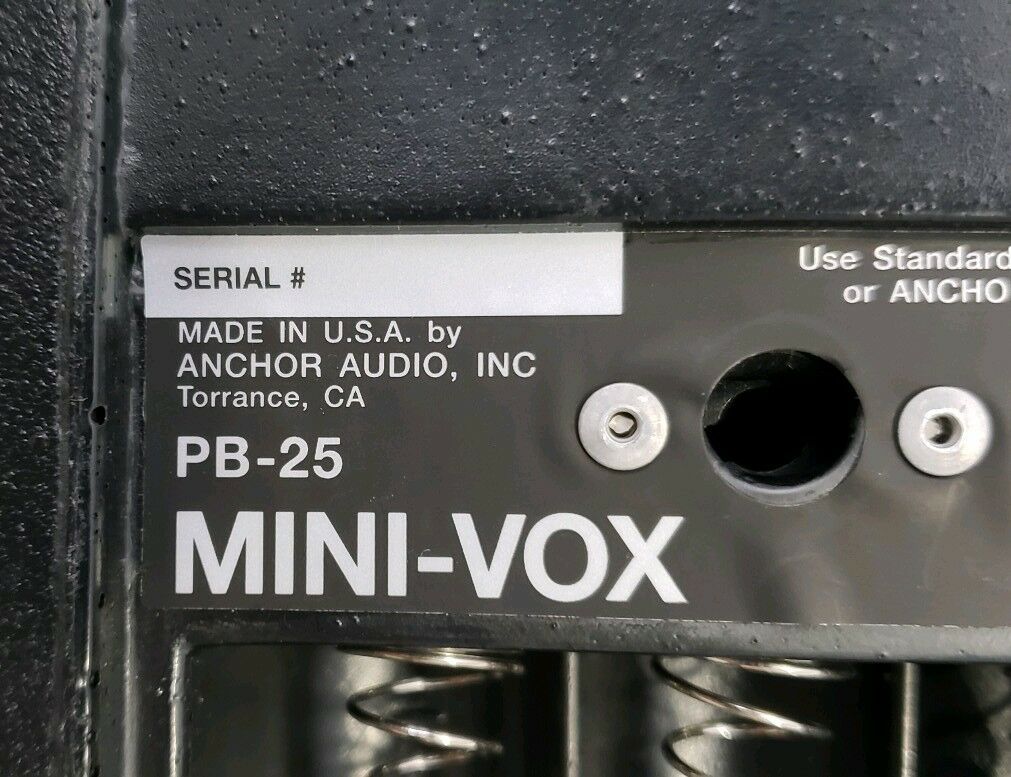 SERIAL #
MADE IN U.S.A. by
ANCHOR AUDIO, INC
Torrance, CA
PB-25
MINI-VOX
Use Standard
or ANCHO